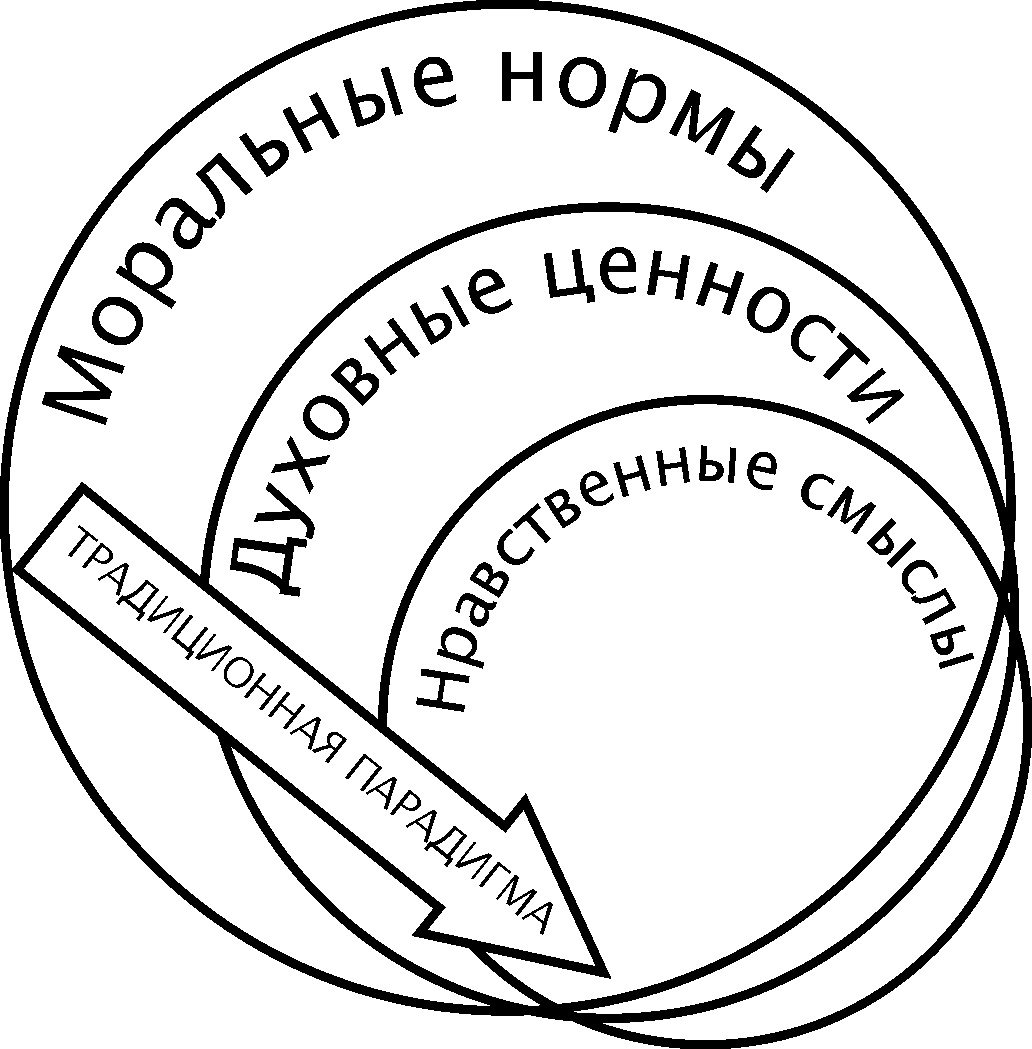 Моральные нормы
Духовные ценности
Нравственные смыслы
ТРАДИЦИОННАЯ ПАРАДИГМА